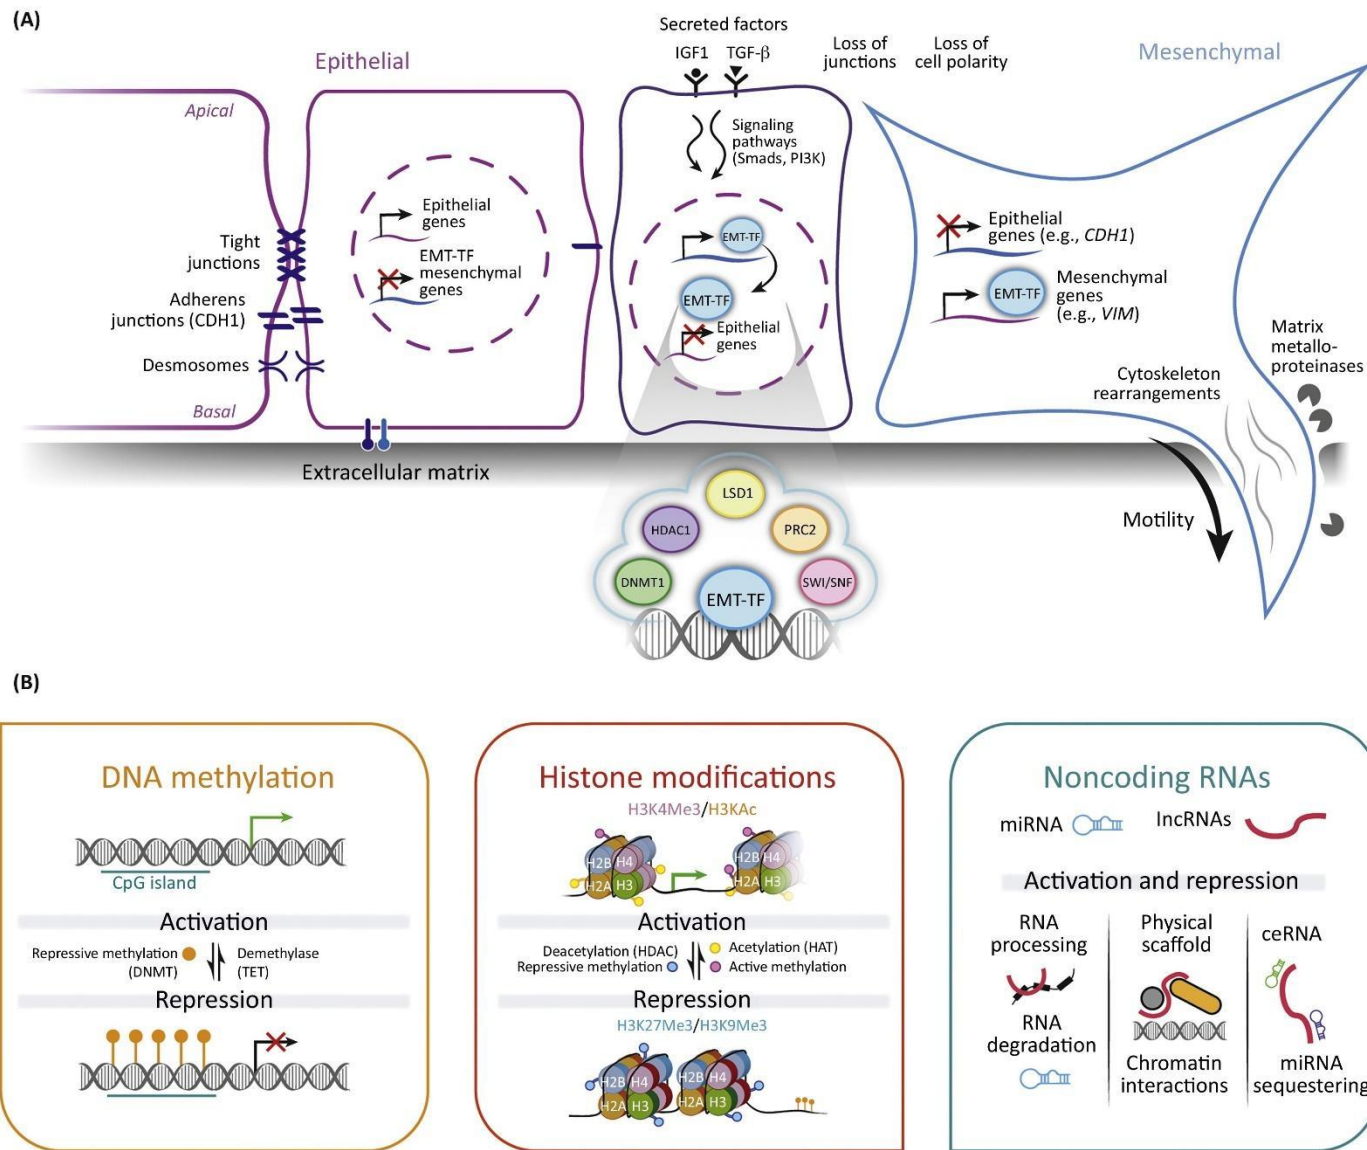 (A)
Epithelial
Apical
Tight
junctions
Adherens
junctions (CDH1)
Desmosomes
Basal
Epithelial
genes
EMT-TF
mesenchymal
genes
Extracellular matrix
Secreted factors
IGF1 TGF-β
Signaling
pathways
(Smads, PI3K)
EMT-TF
EMT-TF
Epithelial
genes
Loss of
junctions
Loss of
cell polarity
Mesenchymal
Epithelial
genes (e.g., CDH1)
EMT-TF
Mesenchymal
genes
(e.g., VIM)
Matrix
metallo-
proteinases
Cytoskeleton
rearrangements
Motility
LSD1
HDAC1
PRC2
DNMT1
EMT-TF
SWI/SNF
(B)
DNA methylation
CpG island
Activation
Repressive methylation
(DNMT)
Demethylase
(TET)
Repression
Histone modifications
H3K4Me3/H3KAc
H2B H4
H2A H3
H2B H4
H2A H3
Activation
Deacetylation (HDAC)
Repressive methylation
Acetylation (HAT)
Active methylation
Repression
H3K27Me3/H3K9Me3
H2B H4
H2A H3
H2B H4
H2A H3
Noncoding RNAs
miRNA
lncRNAs
Activation and repression
RNA
processing
RNA
degradation
Physical
scaffold
Chromatin
interactions
ceRNA
miRNA
sequestering